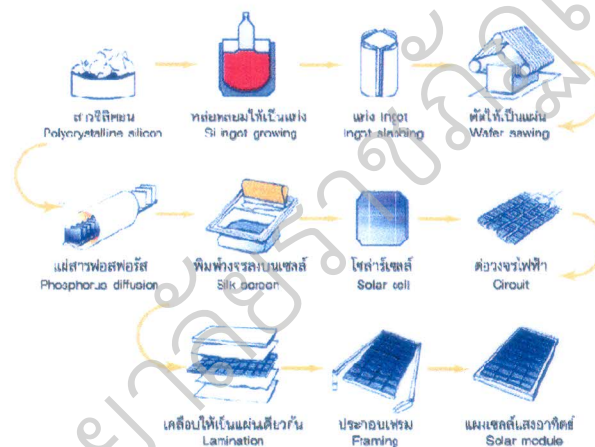 สารซิลิคอน
Polycrystalline silicon
หล่อหลอมให้เป็นแท่ง
Si ingot growing
แท่ง Ingot
Ingot slashing
ตัดให้เป็นแผ่น
Wafer sawing
แผ่สารฟอสฟอรัส
Phosphorus diffusion
พิมพ์วงจรลงบนเซลล์
Silk screen
โซล่าร์เซลล์
Solar cell
ต่อวงจรไฟฟ้า
Circuit
เคลือบให้เป็นแผ่นเดียวกัน
Lamination
ประกอบเฟรม
Framing
แผงเซลล์แสงอาทิตย์
Solar module